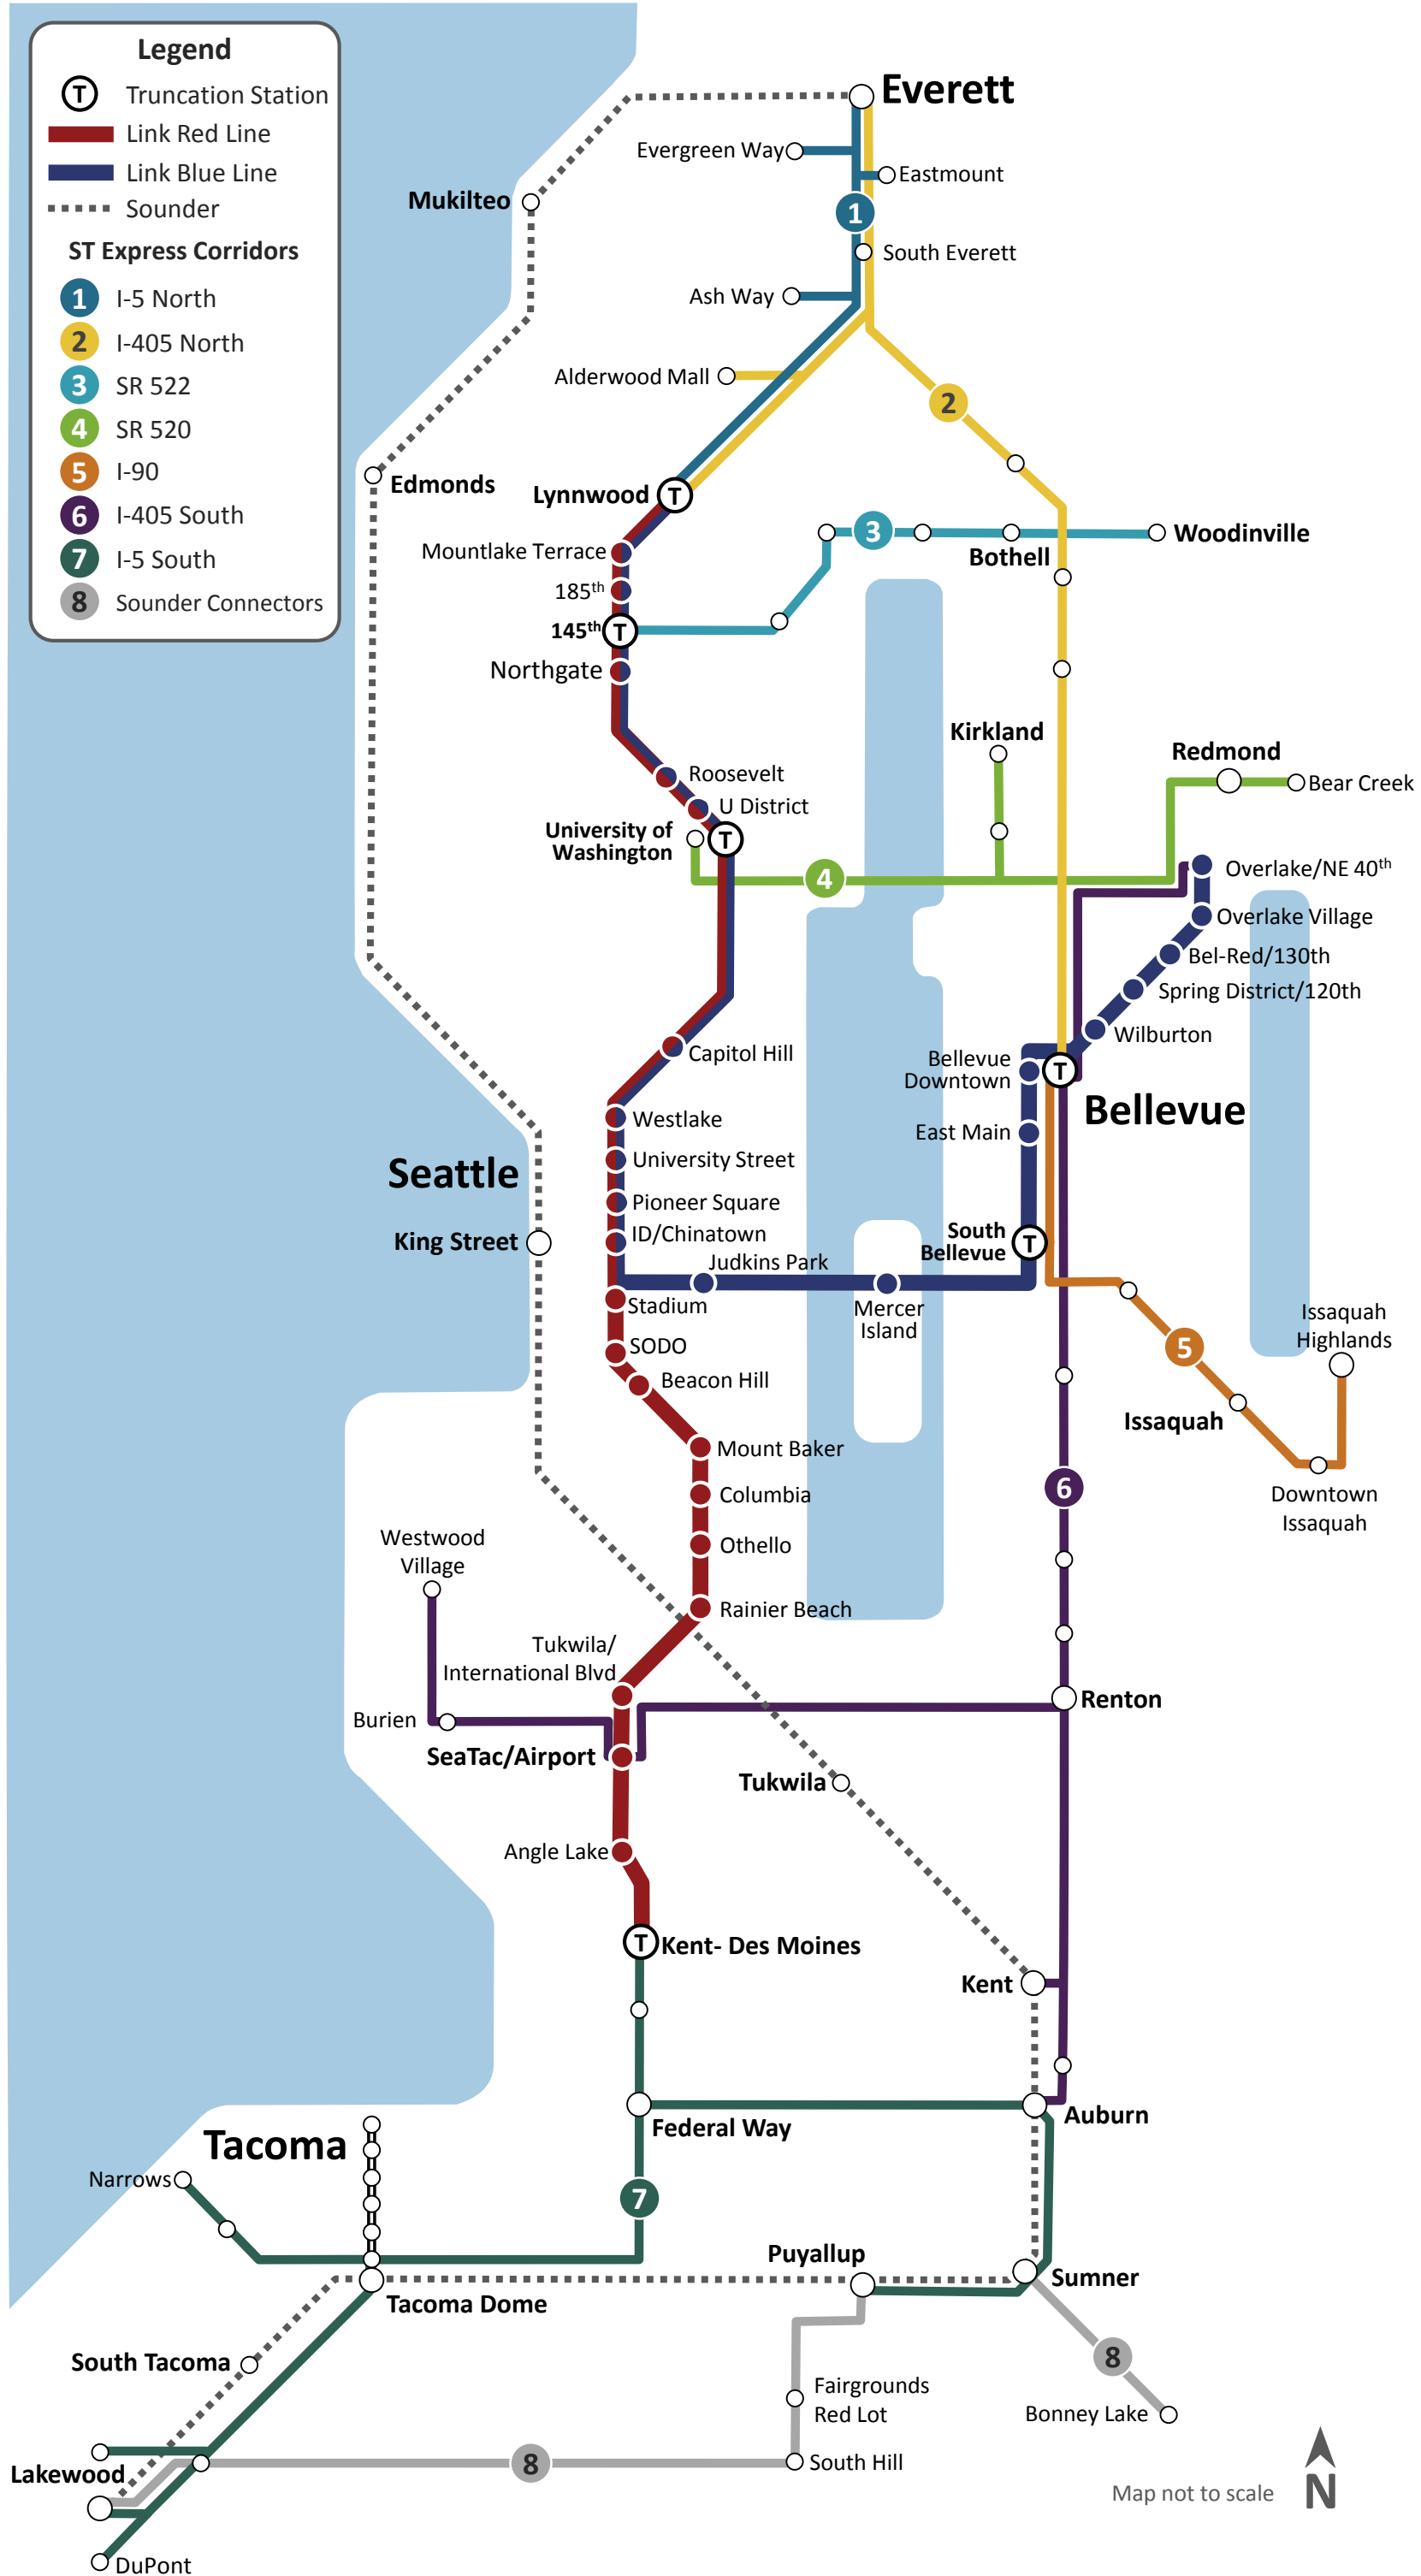 Legend
T Truncation Station
Link Red Line
Link Blue Line
Sounder
ST Express Corridors
1 I-5 North
2 I-405 North
3 SR 522
4 SR 520
5 I-90
6 I-405 South
7 I-5 South
8 Sounder Connectors
Everett
Evergreen Way
Eastmount
Mukilteo
1
South Everett
Ash Way
Alderwood Mall
2
Edmonds
Lynnwood T
Mountlake Terrace
3
Woodinville
Bothell
185th
145th T
Northgate
Kirkland
Redmond
Bear Creek
Roosevelt
U District
University of
Washington
T
4
Overlake/NE 40th
Overlake Village
Bel-Red/130th
Spring District/120th
Wilburton
Capitol Hill
Bellevue
Downtown
T
Bellevue
Westlake
East Main
University Street
Seattle
Pioneer Square
ID/Chinatown
King Street
South
Bellevue
T
Judkins Park
Mercer
Island
Stadium
SODO
Beacon Hill
Issaquah
Highlands
5
Issaquah
Mount Baker
Columbia
6
Downtown
Issaquah
Othello
Westwood
Village
Rainier Beach
Tukwila/
International Blvd
Burien
Renton
SeaTac/Airport
Tukwila
Angle Lake
T Kent- Des Moines
Kent
Federal Way
Auburn
Tacoma
Narrows
7
Puyallup
Sumner
Tacoma Dome
South Tacoma
8
Fairgrounds
Red Lot
Bonney Lake
Lakewood
8
South Hill
Map not to scale
N
DuPont